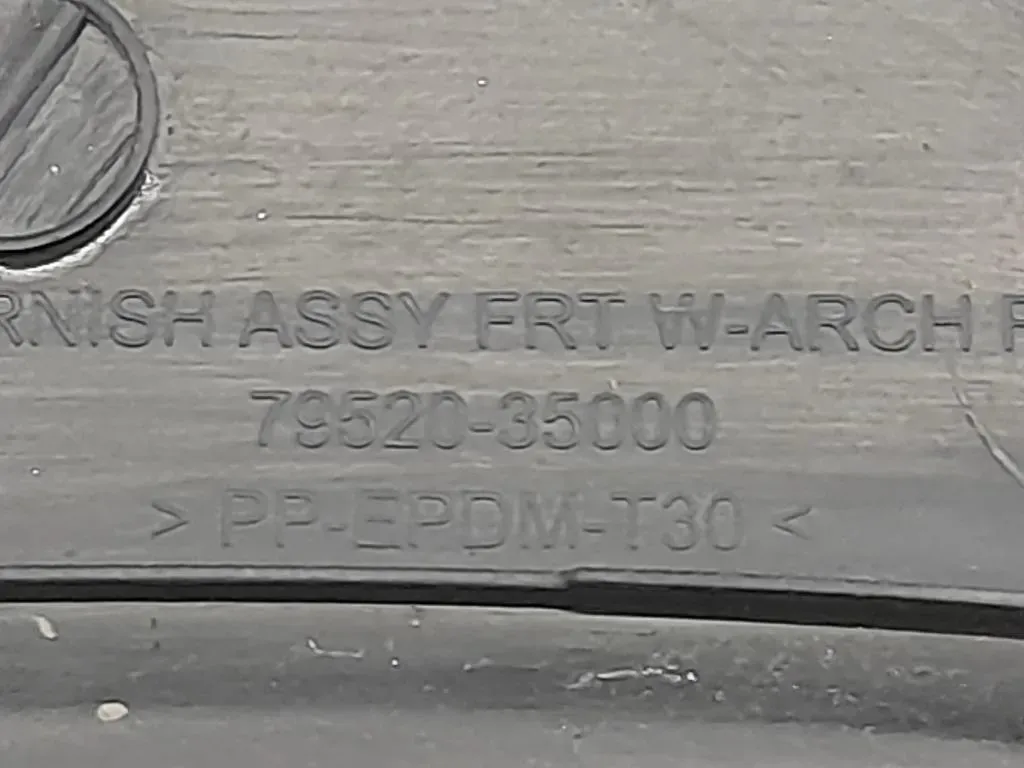 RNISH ASSY FRT W-ARCH
79520-35000
> PP-EPDM-T30 <